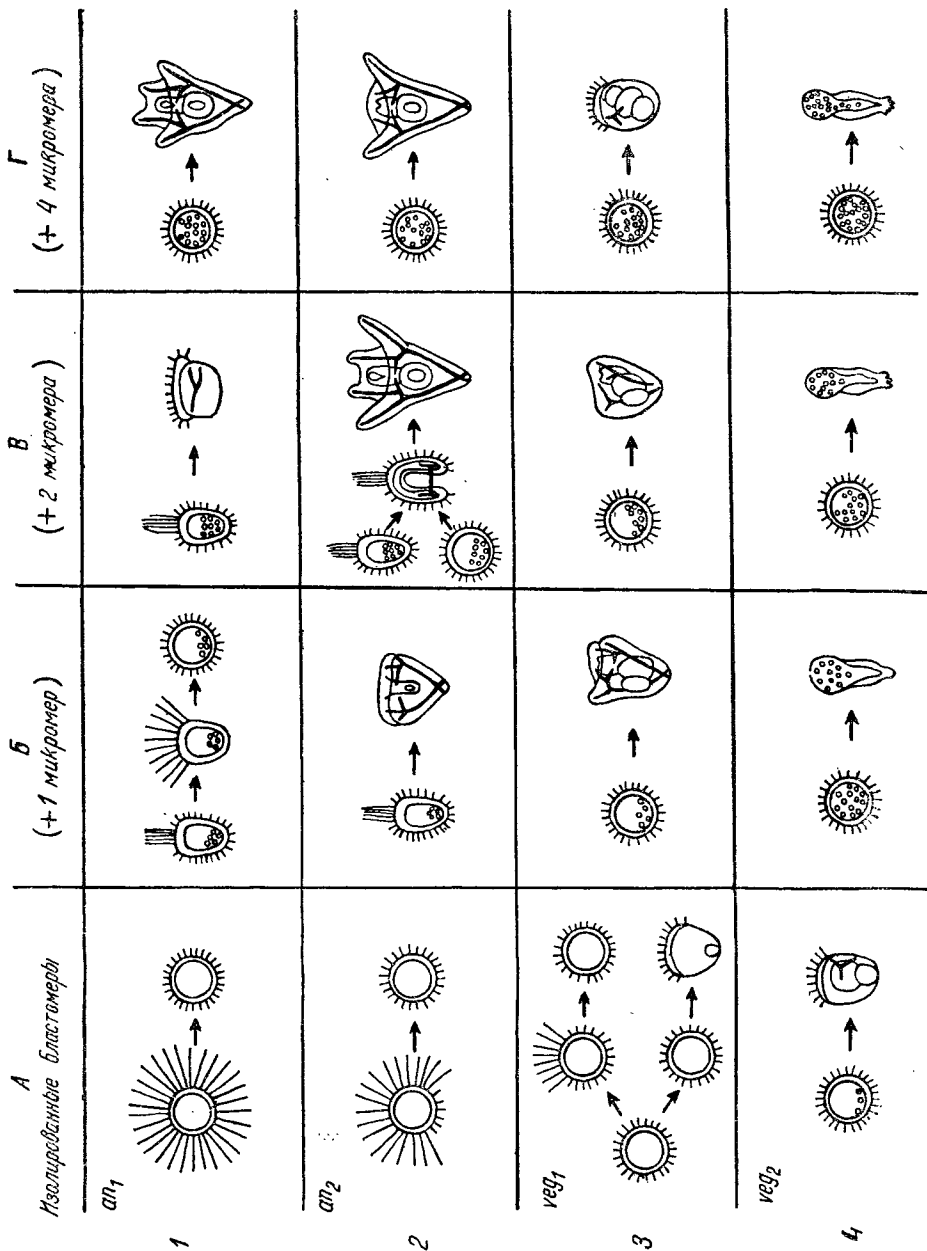 А
Изолированные бластомеры
Б
(+1 микромер)
В
(+ 2 микромера)
Г
(+ 4 микромера)
an₁
1
an₂
2
veg₁
3
veg₂
4